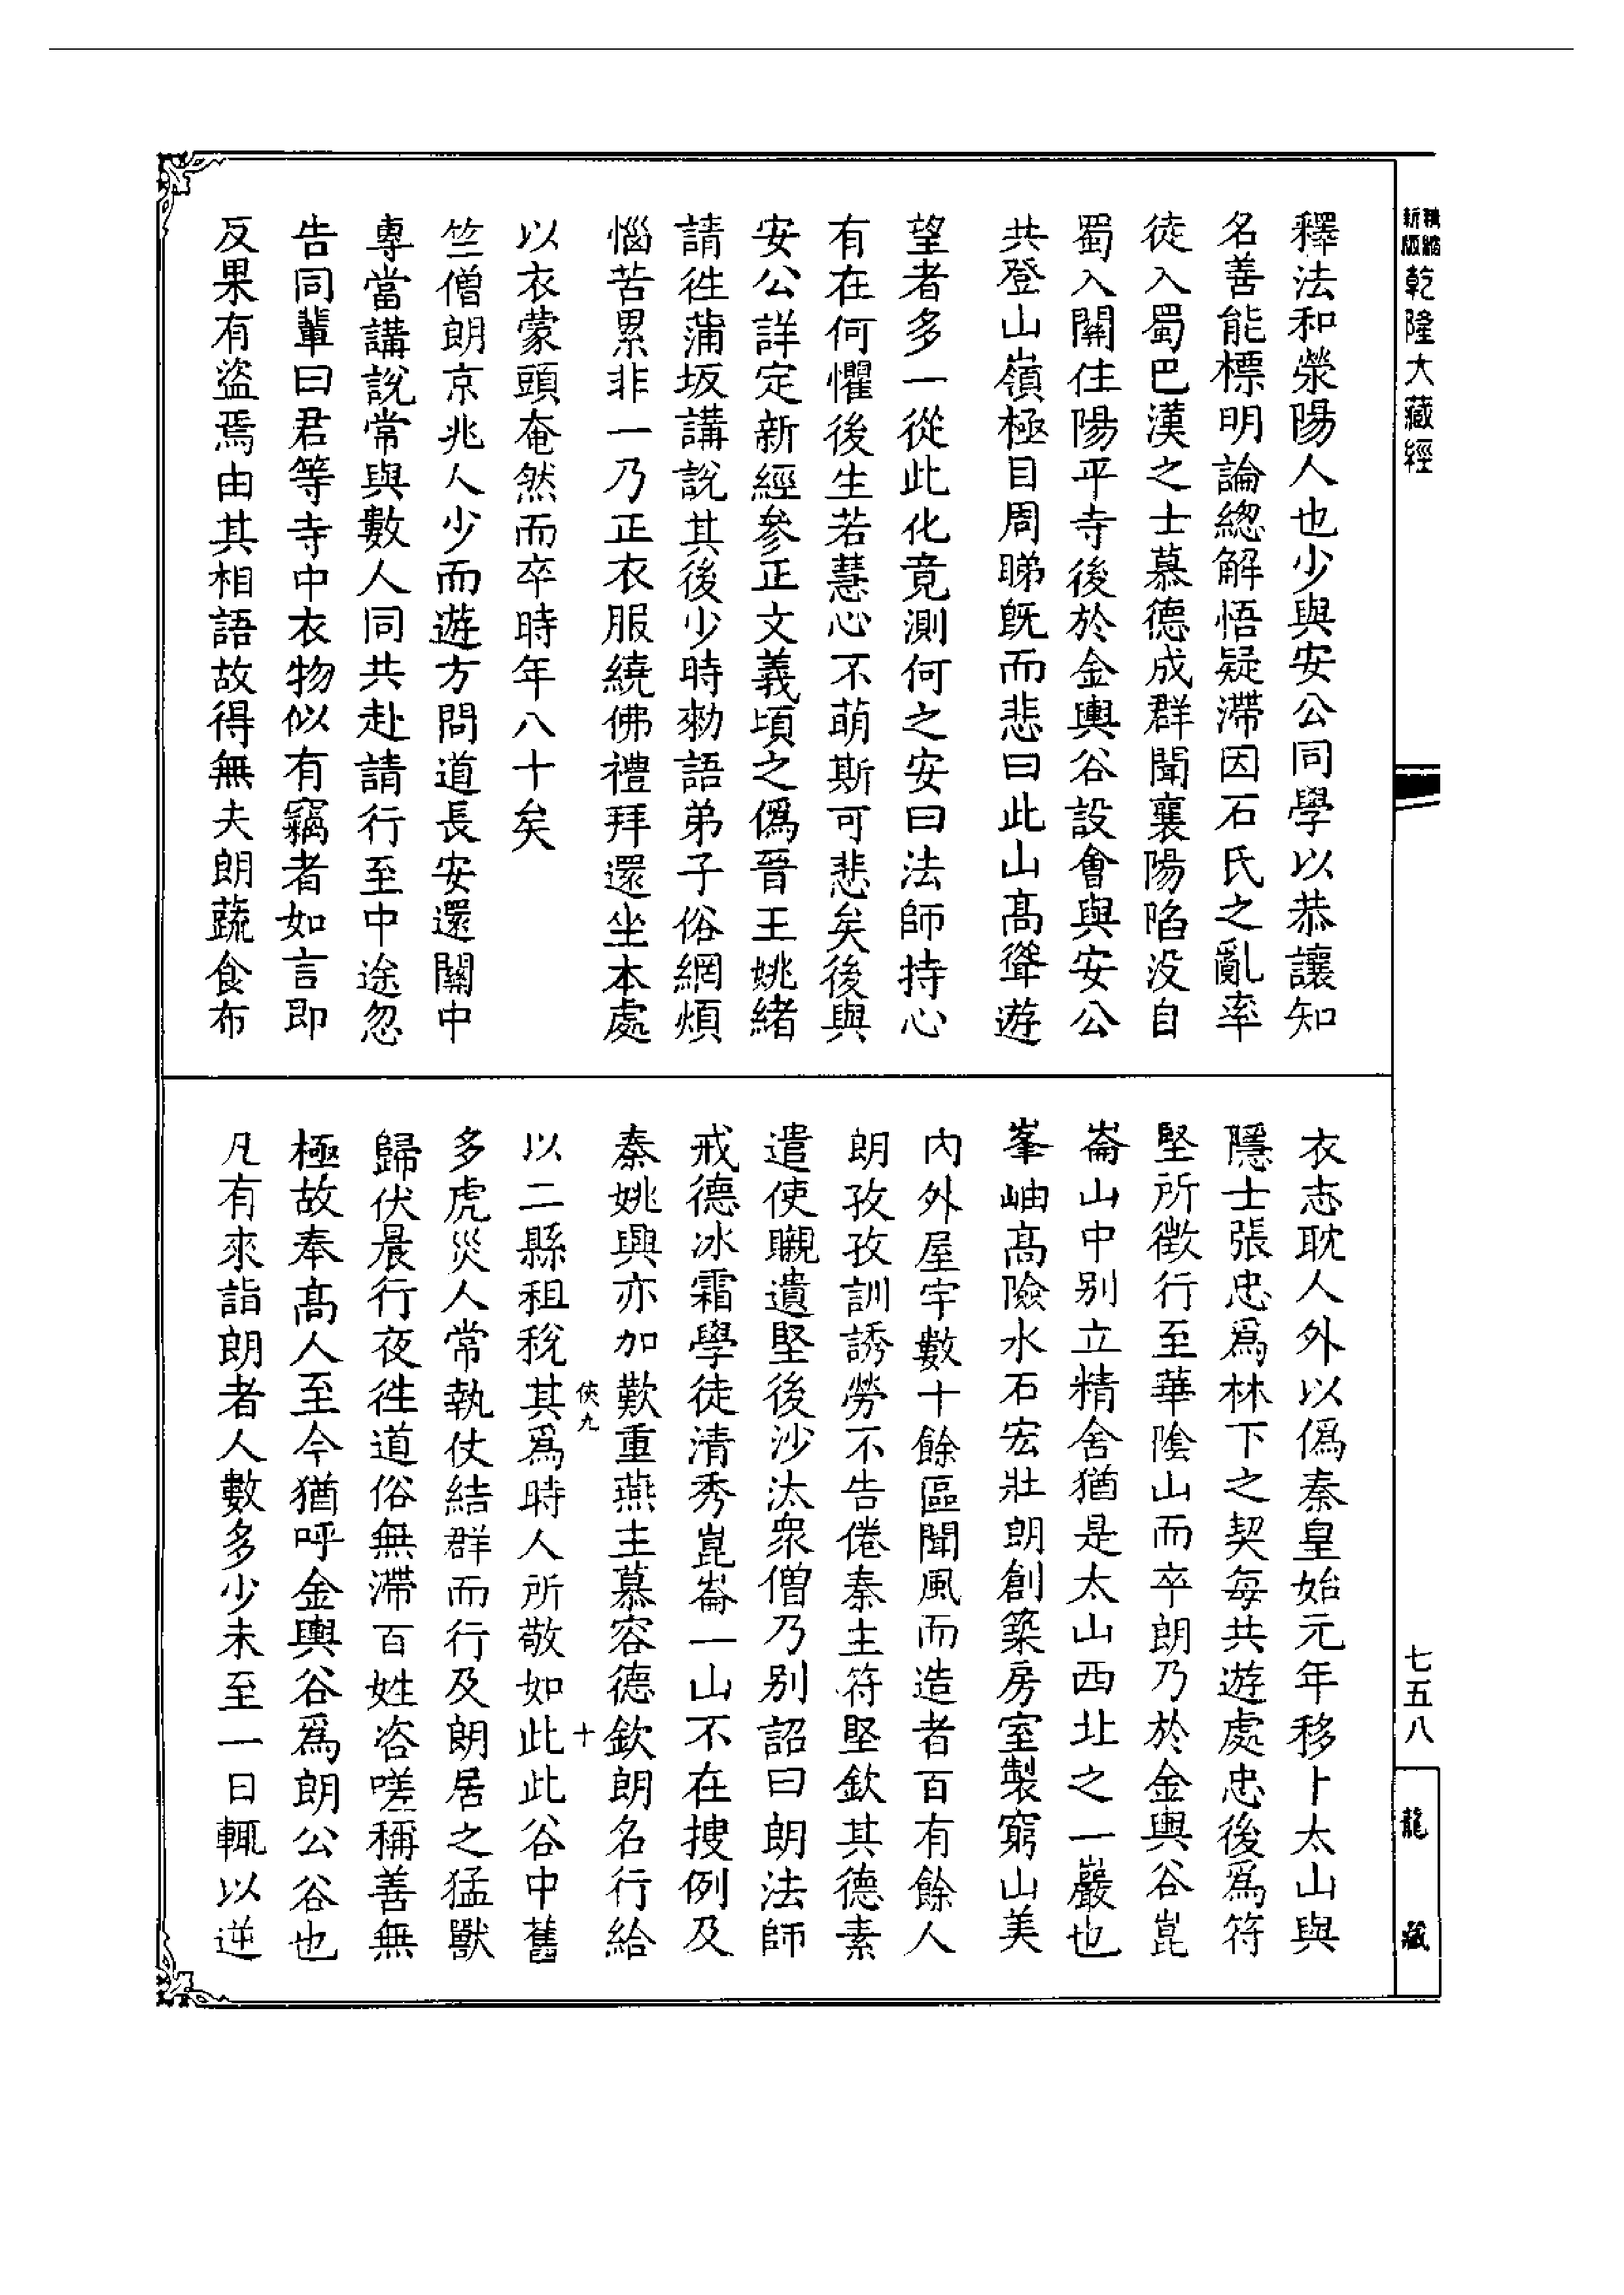 精縮新版乾隆大藏經
釋法和滎陽人也少與安公同學以恭讓知
名善能標明論總解悟疑滯因石氏之亂率
徒入蜀巴漢之士慕德成群聞襄陽陷没自
蜀入關住陽平寺後於金輿谷設會與安公
共登山嶺極目周睇旣而悲曰此山髙聳遊
望者多一從此化竟測何之安曰法師持心
有在何懼後生若慧心不萌斯可悲矣後與
安公詳定新經參正文義頃之僞晉王姚緒
請往蒲坂講説其後少時勑語弟子俗網煩
惱苦累非一乃正衣服繞佛禮拜還坐本處
以衣蒙頭奄然而卒時年八十矣
竺僧朗京兆人少而遊方問道長安還關中
專當講説常與數人同共赴請行至中途忽
告同輩曰君等寺中衣物似有竊者如言即
反果有盜焉由其相語故得無夫朗蔬食布
衣志耽人外以僞秦皇始元年移卜太山與
隱士張忠爲林下之契每共遊處忠後爲符
堅所徵行至華陰山而卒朗乃於金輿谷崑
崙山中别立精舍猶是太山西北之一巖也
峯岫髙險水石宏壯朗創築房室製窮山美
内外屋宇數十餘區聞風而造者百有餘人
朗孜孜訓誘勞不告倦秦主符堅欽其德素
遣使䞋遺堅後沙汰衆僧乃别詔曰朗法師
戒德冰霜學徒清秀崑崙一山不在搜例及
秦姚興亦加歎重燕主慕容德欽朗名行給
俠九
十
以二縣租税其爲時人所敬如此此谷中舊
多虎災人常執仗結群而行及朗居之猛獸
歸伏晨行夜往道俗無滯百姓咨嗟稱善無
極故奉髙人至今猶呼金輿谷爲朗公谷也
凡有來詣朗者人數多少未至一日輒以逆
七五八
龍藏